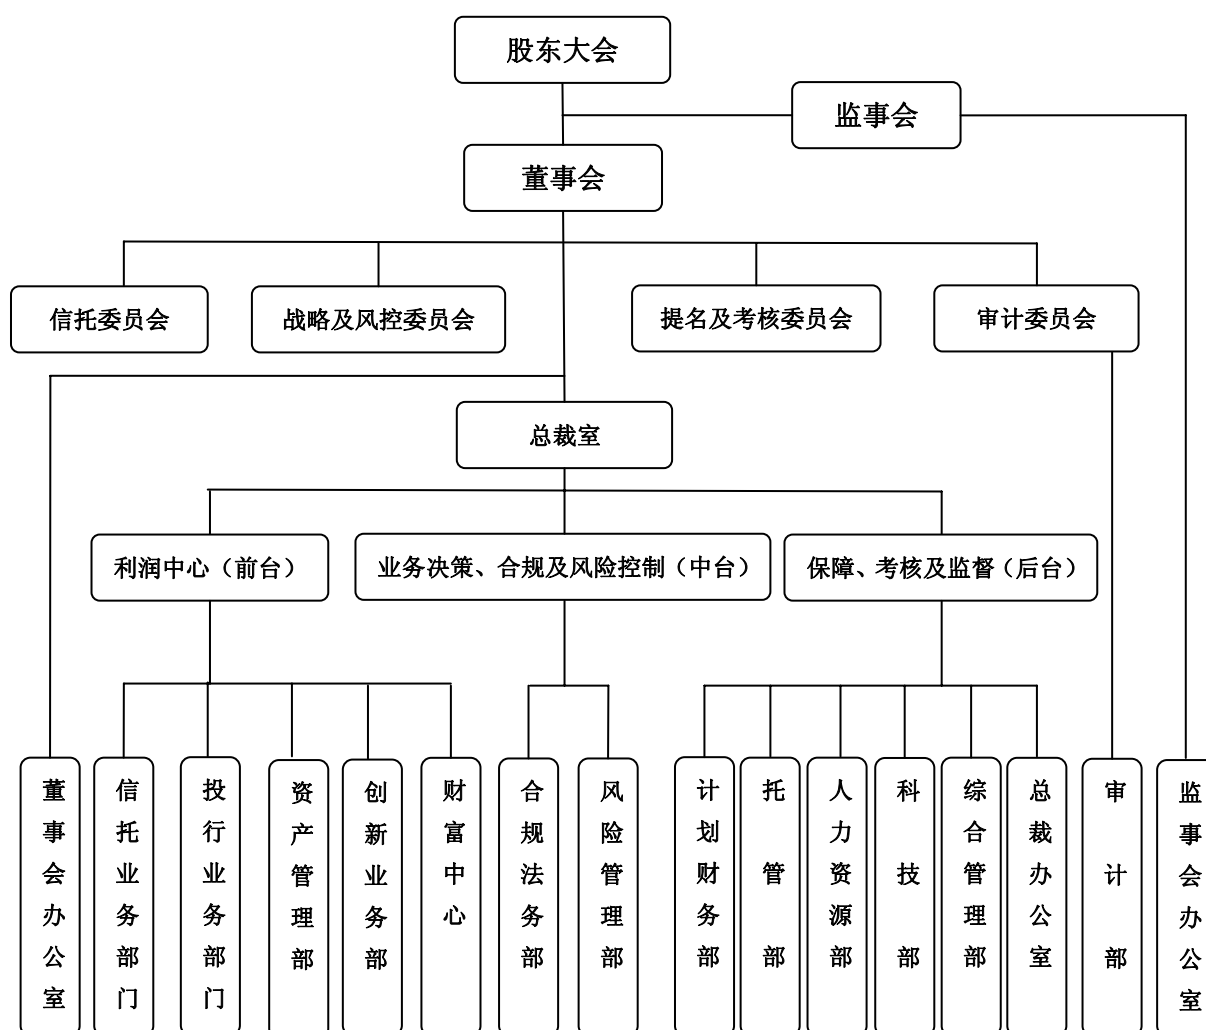 股东大会
监事会
董事会
信托委员会
战略及风控委员会
提名及考核委员会
审计委员会
总裁室
利润中心（前台）
业务决策、合规及风险控制（中台）
保障、考核及监督（后台）
董事会办公室
信托业务部门
投行业务部门
资产管理部
创新业务部
财富中心
合规法务部
风险管理部
计划财务部
托管部
人力资源部
科技部
综合管理部
总裁办公室
审计部
监事会办公室